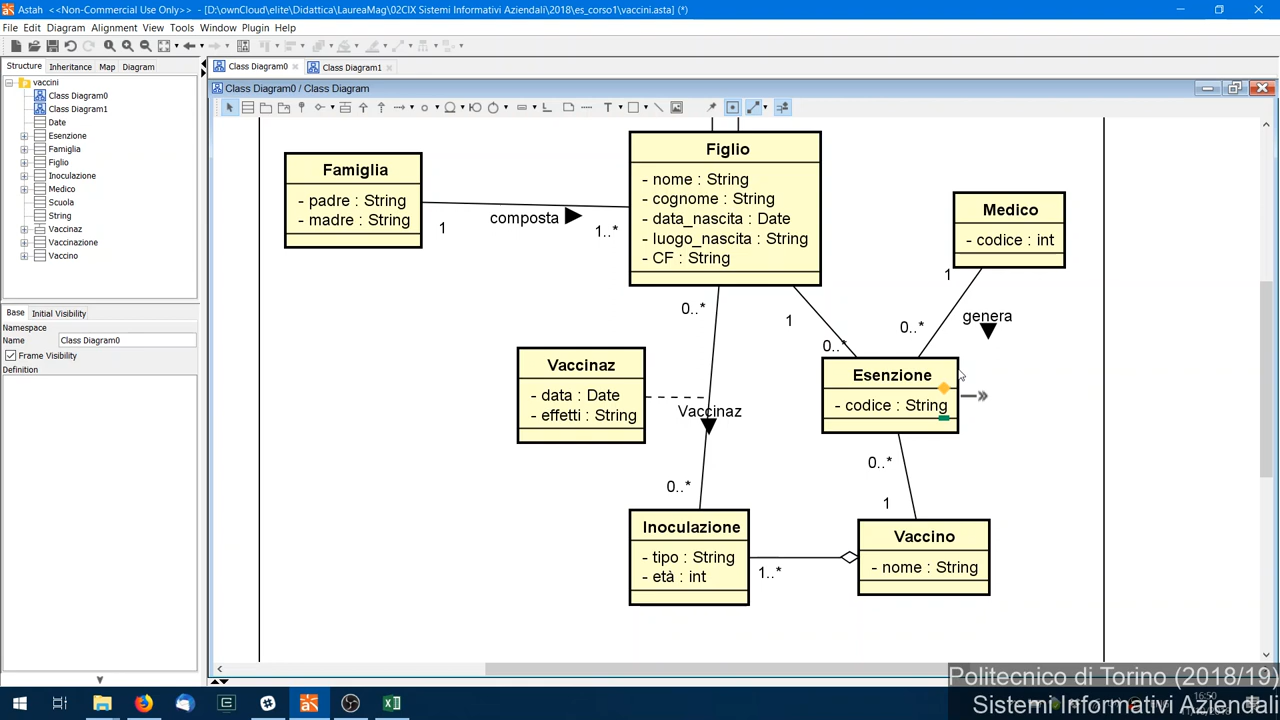 Astah <<Non-Commercial Use Only>> - [D:\ownCloud\elite\Didattica\LaureaMag\02CIX Sistemi Informativi Aziendali\2018\es_corso1\vaccini.asta] (*)
File Edit Diagram Alignment View Tools Window Plugin Help
Structure Inheritance Map Diagram
Class Diagram0 Class Diagram1
vaccini
Class Diagram0
Class Diagram1
Date
Esenzione
Famiglia
Figlio
Inoculazione
Medico
Scuola
String
Vaccinaz
Vaccinazione
Vaccino
Base Initial Visibility
Namespace
Name Class Diagram0
Frame Visibility
Definition
Class Diagram0 / Class Diagram
Famiglia
- padre : String
- madre : String
1
composta
1..*
Figlio
- nome : String
- cognome : String
- data_nascita : Date
- luogo_nascita : String
- CF : String
Medico
- codice : int
1
0..*
genera
0..*
1
0..*
Vaccinaz
- data : Date
- effetti : String
Vaccinaz
Esenzione
- codice : String
0..*
0..*
1
Inoculazione
- tipo : String
- età : int
1..*
Vaccino
- nome : String
Politecnico di Torino (2018/19)
16:50
Sistemi Informativi Aziendali